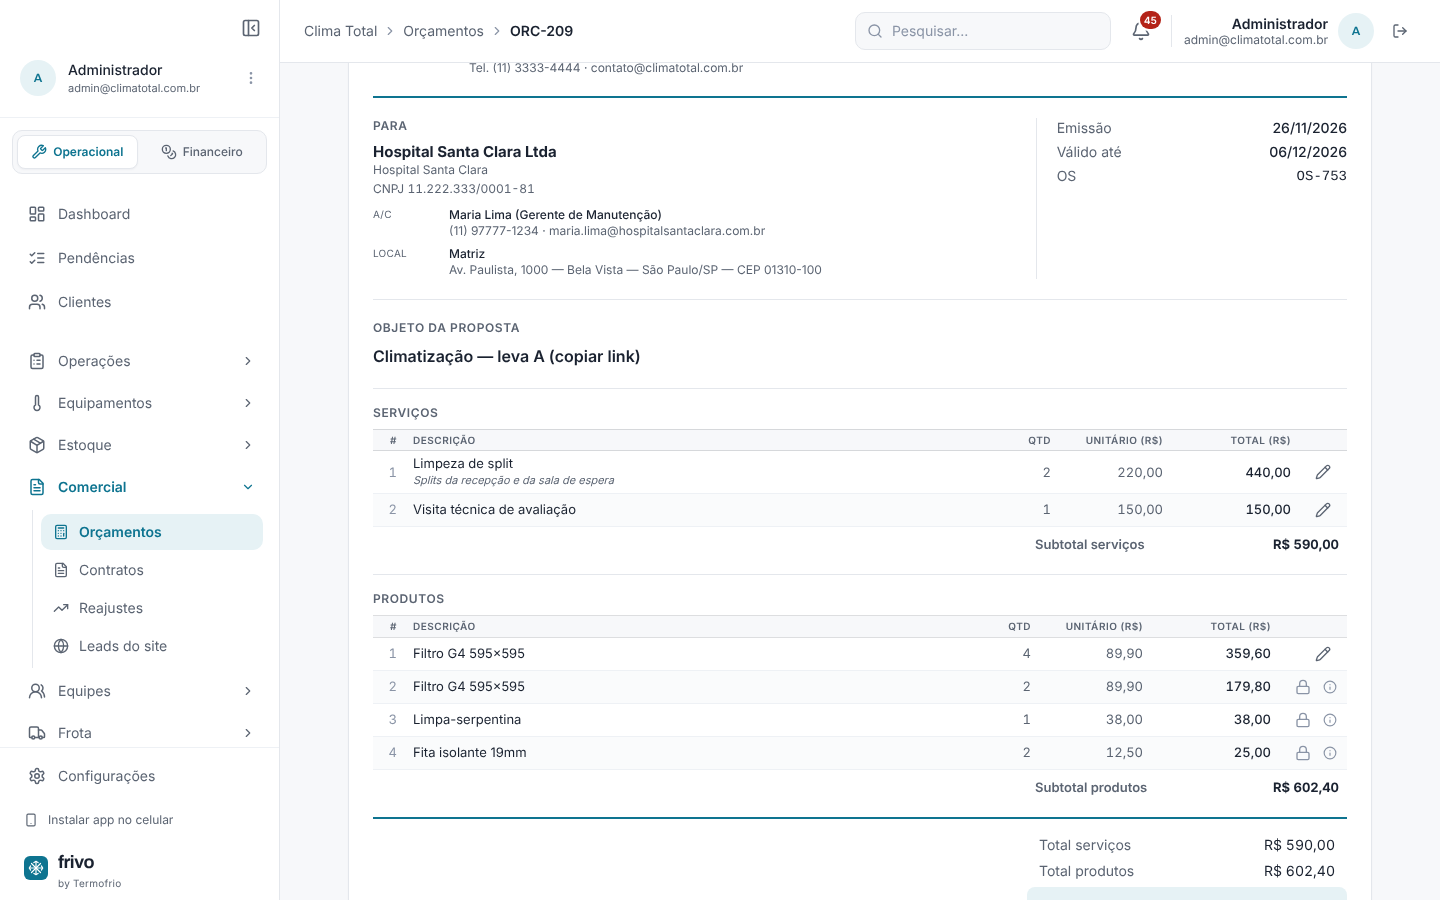 Clima Total
Orçamentos
ORC-209
Pesquisar...
45
Administrador
admin@climatotal.com.br
A
A
Administrador
admin@climatotal.com.br
Operacional
Financeiro
Dashboard
Pendências
Clientes
Operações
Equipamentos
Estoque
Comercial
Orçamentos
Contratos
Reajustes
Leads do site
Equipes
Frota
Configurações
Instalar app no celular
frivo
by Termofrio
Tel. (11) 3333-4444 · contato@climatotal.com.br
PARA
Hospital Santa Clara Ltda
Hospital Santa Clara
CNPJ 11.222.333/0001-81
A/C Maria Lima (Gerente de Manutenção)
(11) 97777-1234 · maria.lima@hospitalsantaclara.com.br
LOCAL Matriz
Av. Paulista, 1000 — Bela Vista — São Paulo/SP — CEP 01310-100
Emissão 26/11/2026
Válido até 06/12/2026
OS OS-753
OBJETO DA PROPOSTA
Climatização — leva A (copiar link)
SERVIÇOS
# DESCRIÇÃO QTD UNITÁRIO (R$) TOTAL (R$)
1 Limpeza de split 2 220,00 440,00
Splits da recepção e da sala de espera
2 Visita técnica de avaliação 1 150,00 150,00
Subtotal serviços R$ 590,00
PRODUTOS
# DESCRIÇÃO QTD UNITÁRIO (R$) TOTAL (R$)
1 Filtro G4 595×595 4 89,90 359,60
2 Filtro G4 595×595 2 89,90 179,80
3 Limpa-serpentina 1 38,00 38,00
4 Fita isolante 19mm 2 12,50 25,00
Subtotal produtos R$ 602,40
Total serviços R$ 590,00
Total produtos R$ 602,40